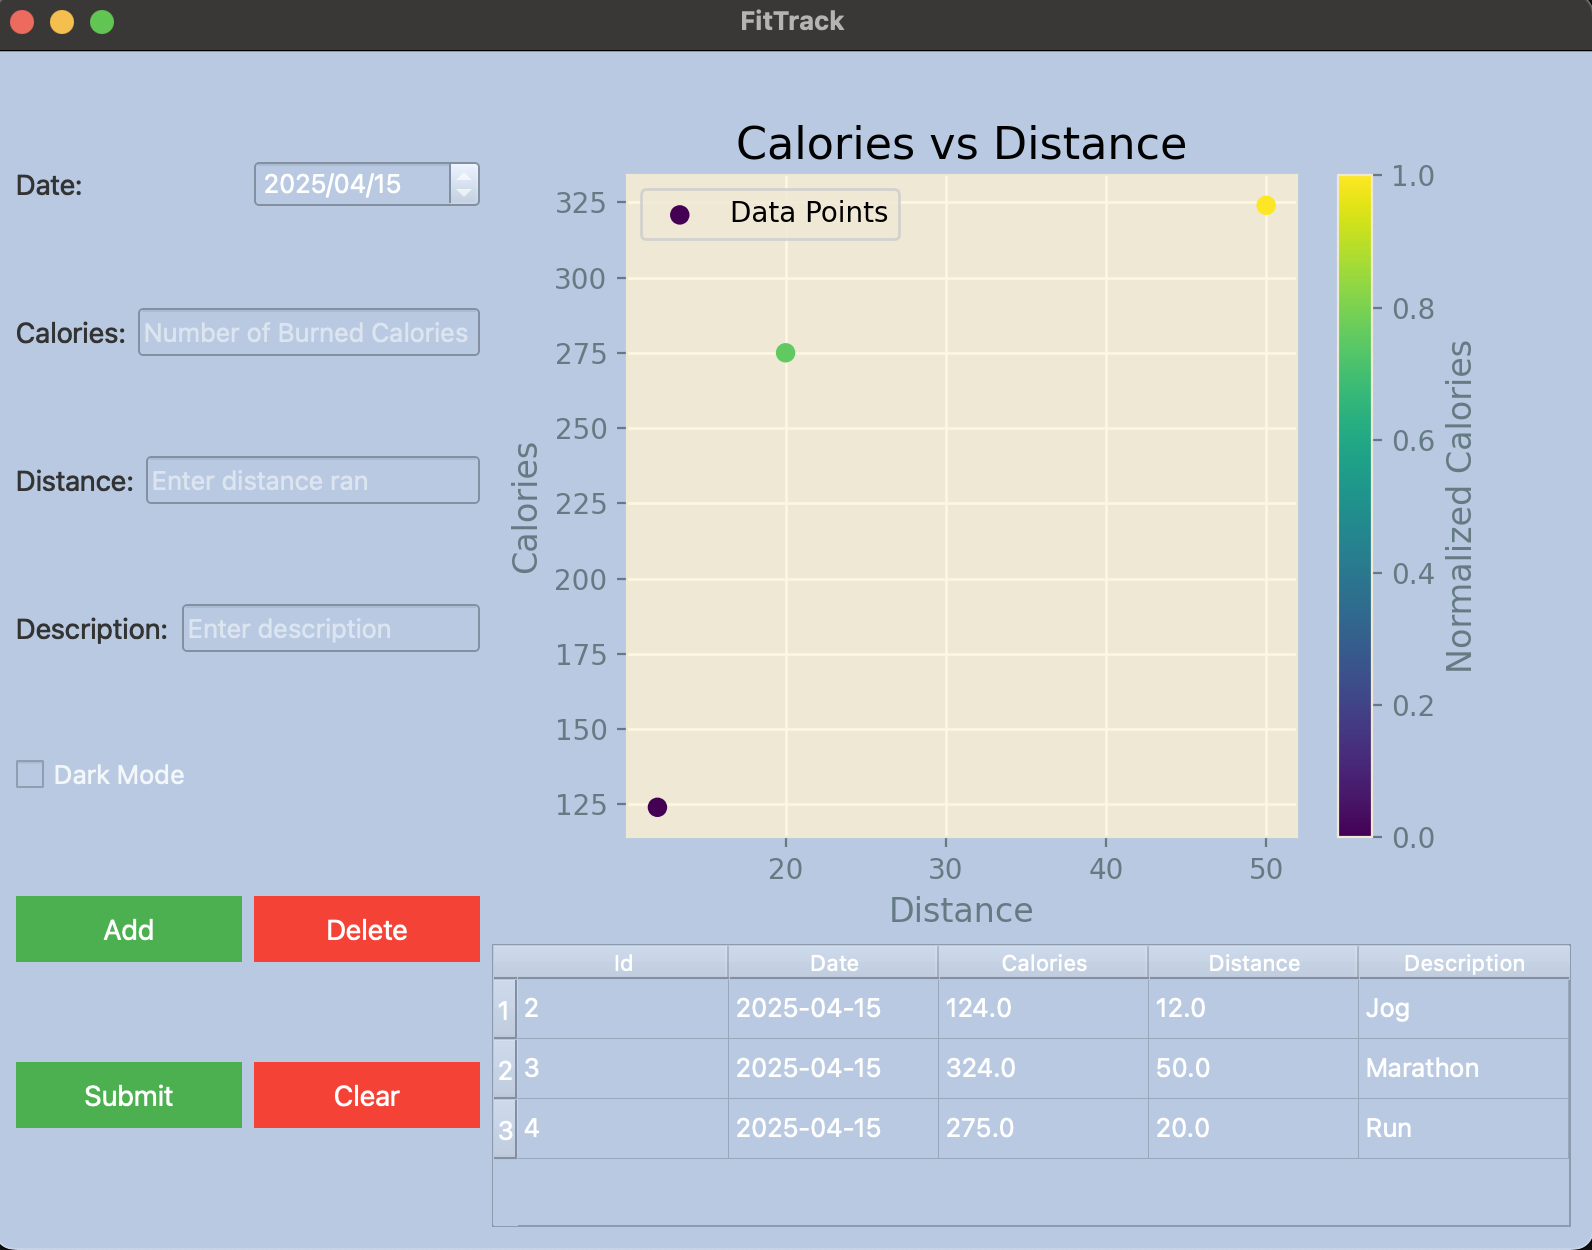 FitTrack
Date:
2025/04/15
Calories:
Number of Burned Calories
Distance:
Enter distance ran
Description:
Enter description
Dark Mode
Add
Delete
Submit
Clear
Calories vs Distance
Data Points
325
300
275
250
225
200
175
150
125
Calories
20 30 40 50
Distance
1.0
0.8
0.6
0.4
0.2
0.0
Normalized Calories
Id Date Calories Distance Description
1 2 2025-04-15 124.0 12.0 Jog
2 3 2025-04-15 324.0 50.0 Marathon
3 4 2025-04-15 275.0 20.0 Run